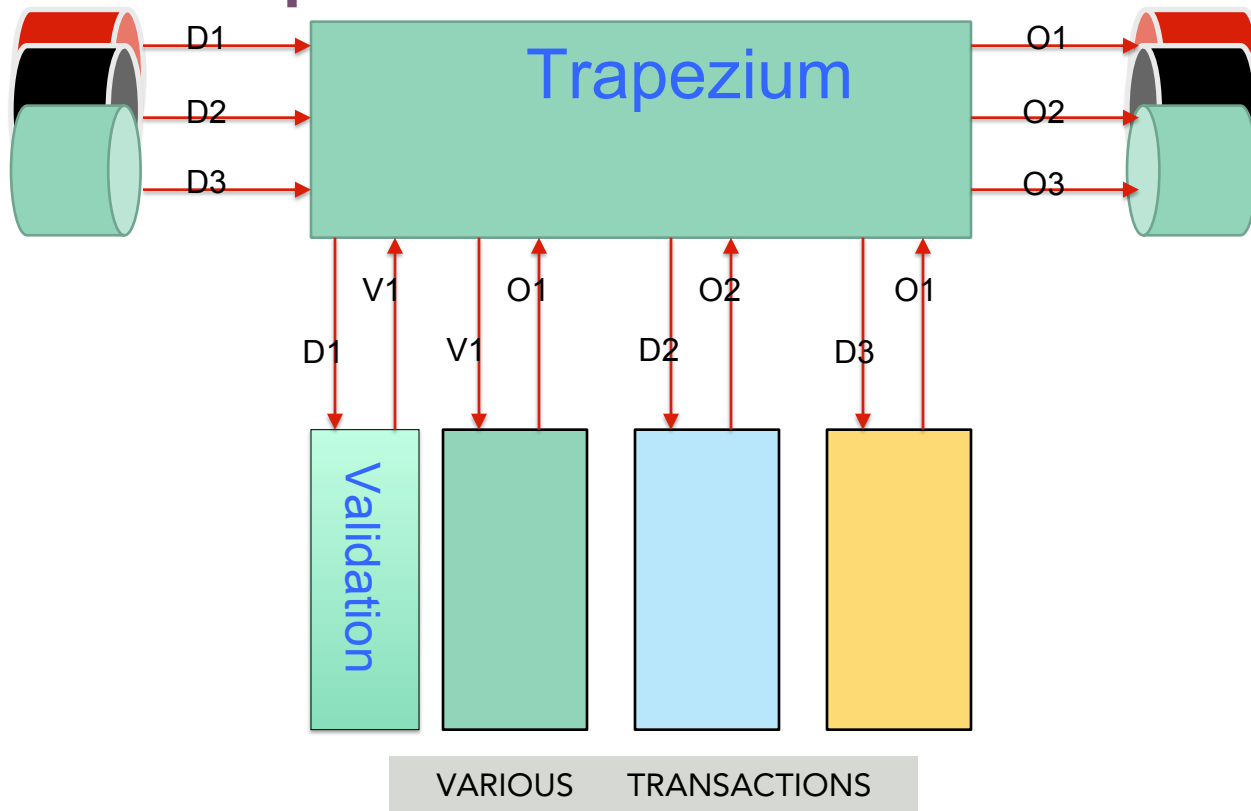 D1
Trapezium
O1
D2
O2
D3
O3
V1
O1
O2
O1
D1
V1
D2
D3
Validation
VARIOUS TRANSACTIONS